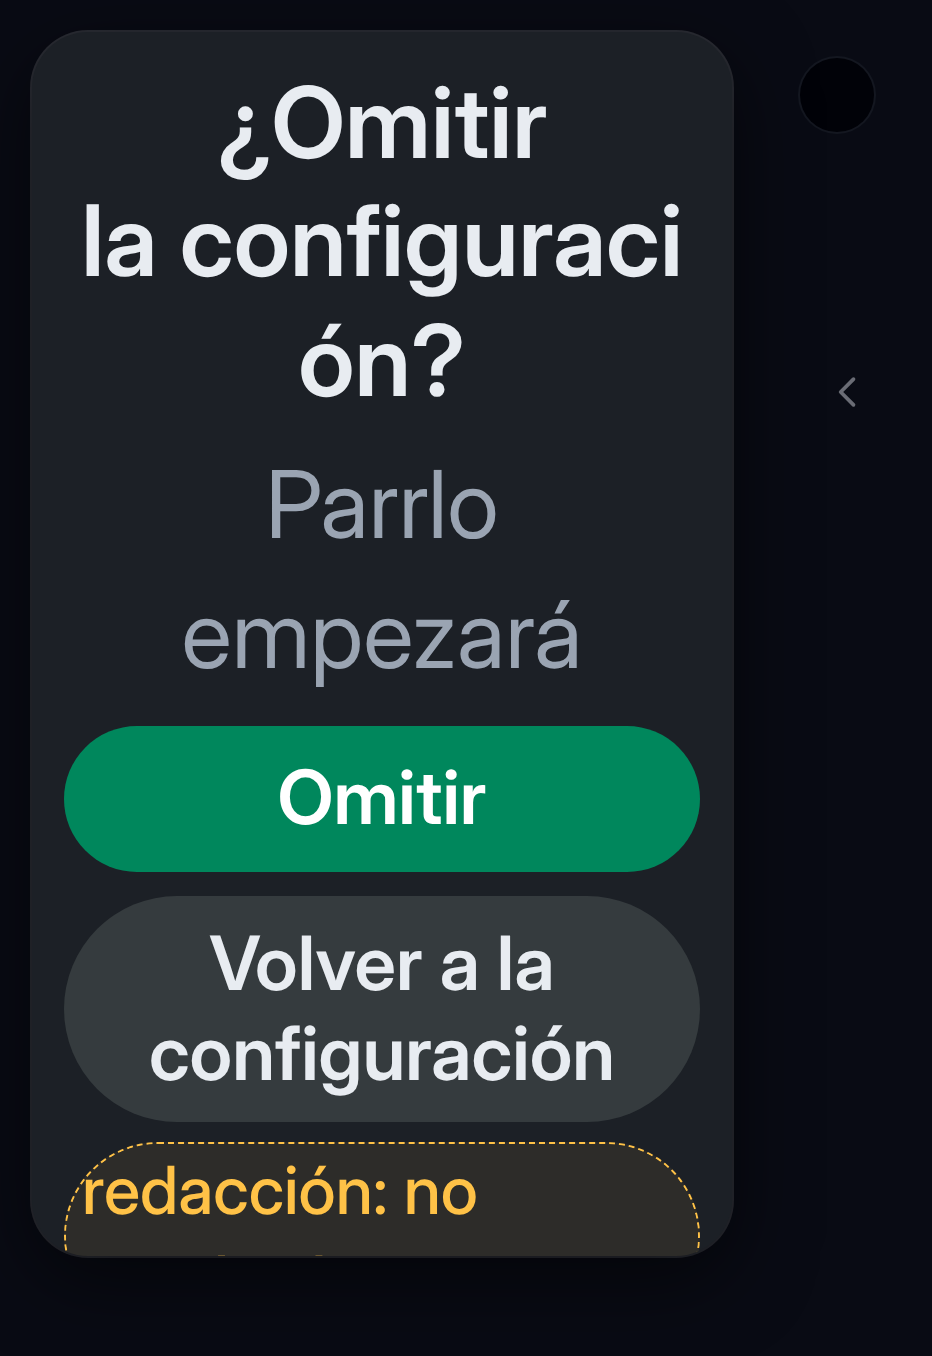 ¿Omitir
la configuraci
ón?
Parrlo
empezará
Omitir
Volver a la
configuración
redacción: no